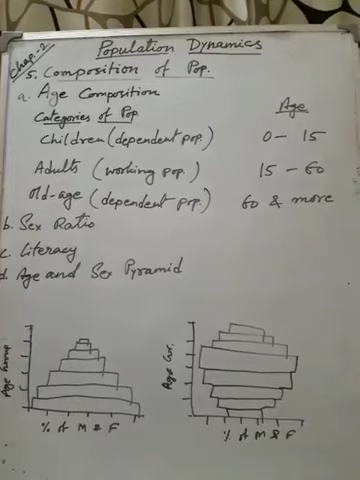 Chap-2
Population Dynamics
5. Composition of Pop.
a. Age Composition
Categories of Pop Age
Children (dependent pop.) 0 - 15
Adults (working pop.) 15 - 60
Old-age (dependent pop.) 60 & more
b. Sex Ratio
c. Literacy
d. Age and Sex Pyramid
Age Group
% of M & F
Age Gr.
% of M & F